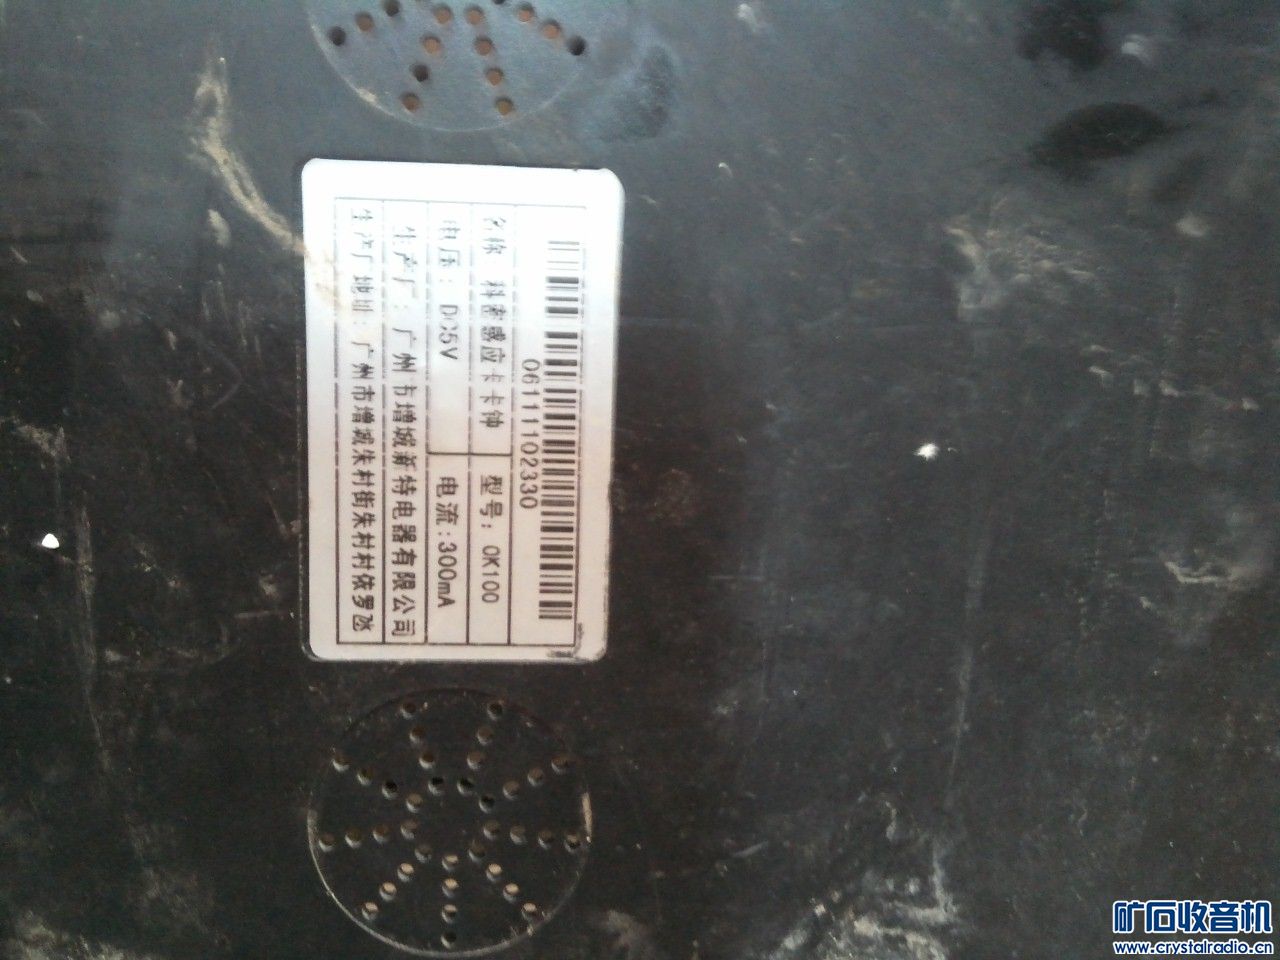 06111102330
名称 科密感应卡卡钟 型号: OK100
电压: DC5V 电流:300mA
生产厂: 广州市增城新特电器有限公司
生产厂地址: 广州市增城朱村街朱村村依罗氹
矿石收音机
www.crystalradio.cn